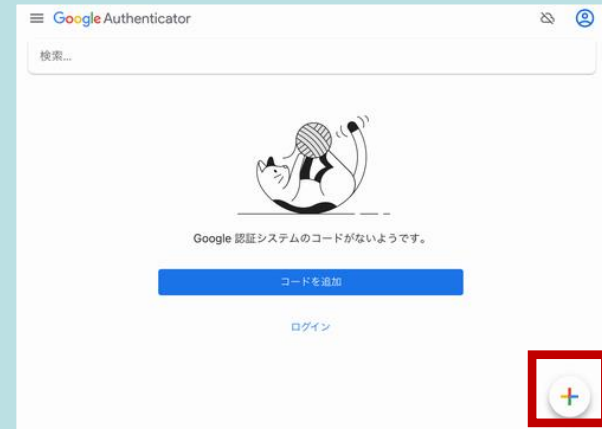 Google Authenticator
検索...
Google 認証システムのコードがないようです。
コードを追加
ログイン